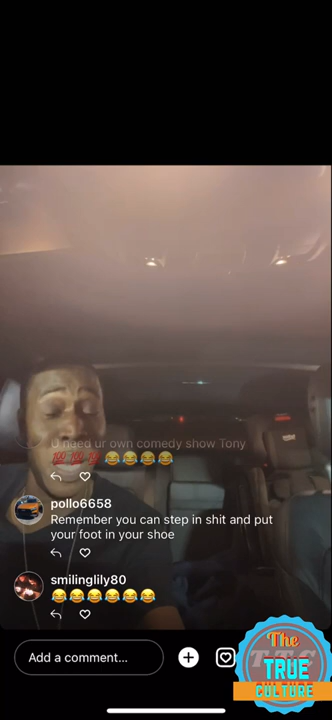 U need ur own comedy show Tony
💯💯💯😂😂😂😂
pollo6658
Remember you can step in shit and put
your foot in your shoe
smilinglily80
😂😂😂😂😂😂
Add a comment...
The
TRUE
CULTURE